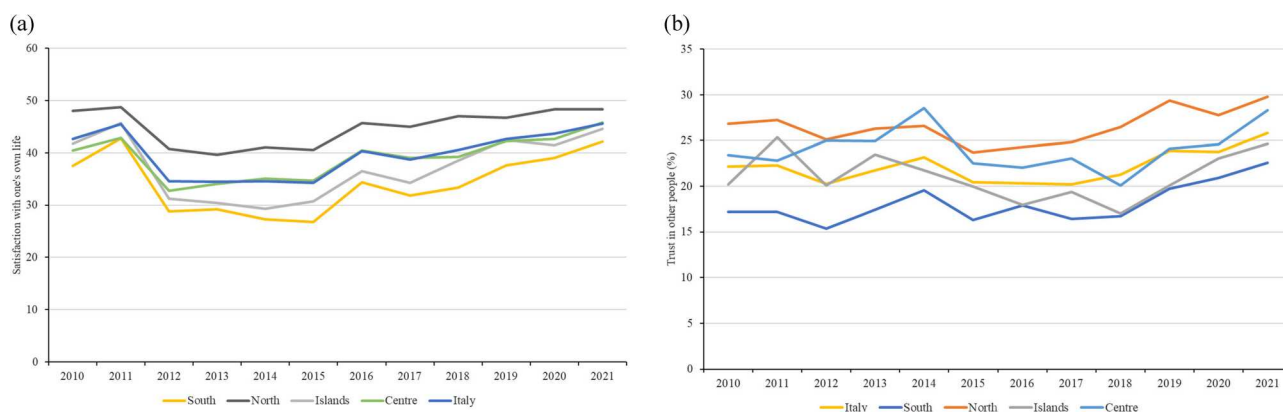 (a)
60
50
40
30
20
10
0
Satisfaction with one's own life
2010 2011 2012 2013 2014 2015 2016 2017 2018 2019 2020 2021
South North Islands Centre Italy
(b)
35
30
25
20
15
10
5
0
Trust in other people (%)
2010 2011 2012 2013 2014 2015 2016 2017 2018 2019 2020 2021
Italy South North Islands Centre